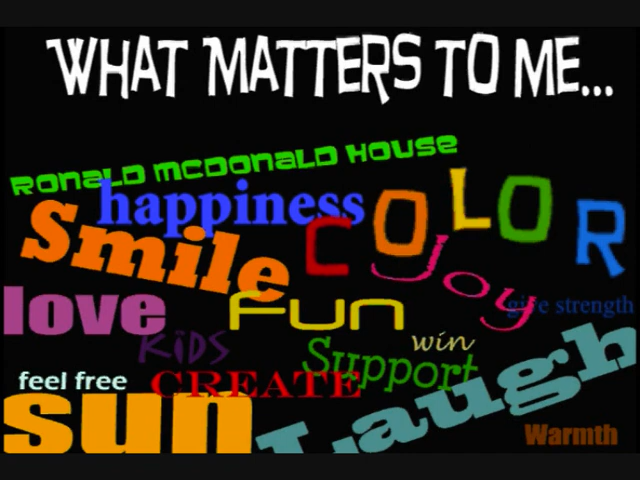 WHAT MATTERS TO ME...
RONALD MCDONALD HOUSE
happiness
COLOR
Smile
Joy
love
fun
give strength
KiDS
win
Support
feel free
CREATE
Laugh
sun
Warmth